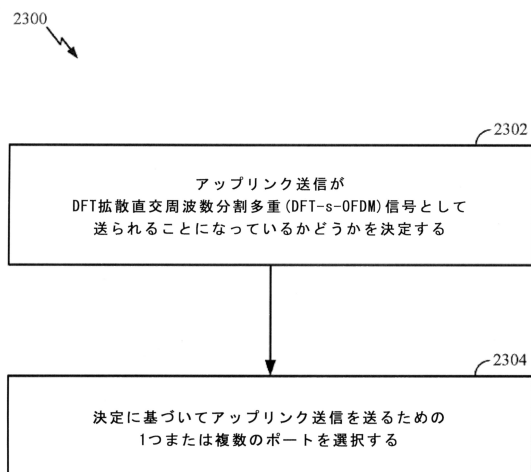 2300
2302
アップリンク送信が
DFT拡散直交周波数分割多重(DFT-s-OFDM)信号として
送られることになっているかどうかを決定する
2304
決定に基づいてアップリンク送信を送るための
1つまたは複数のポートを選択する